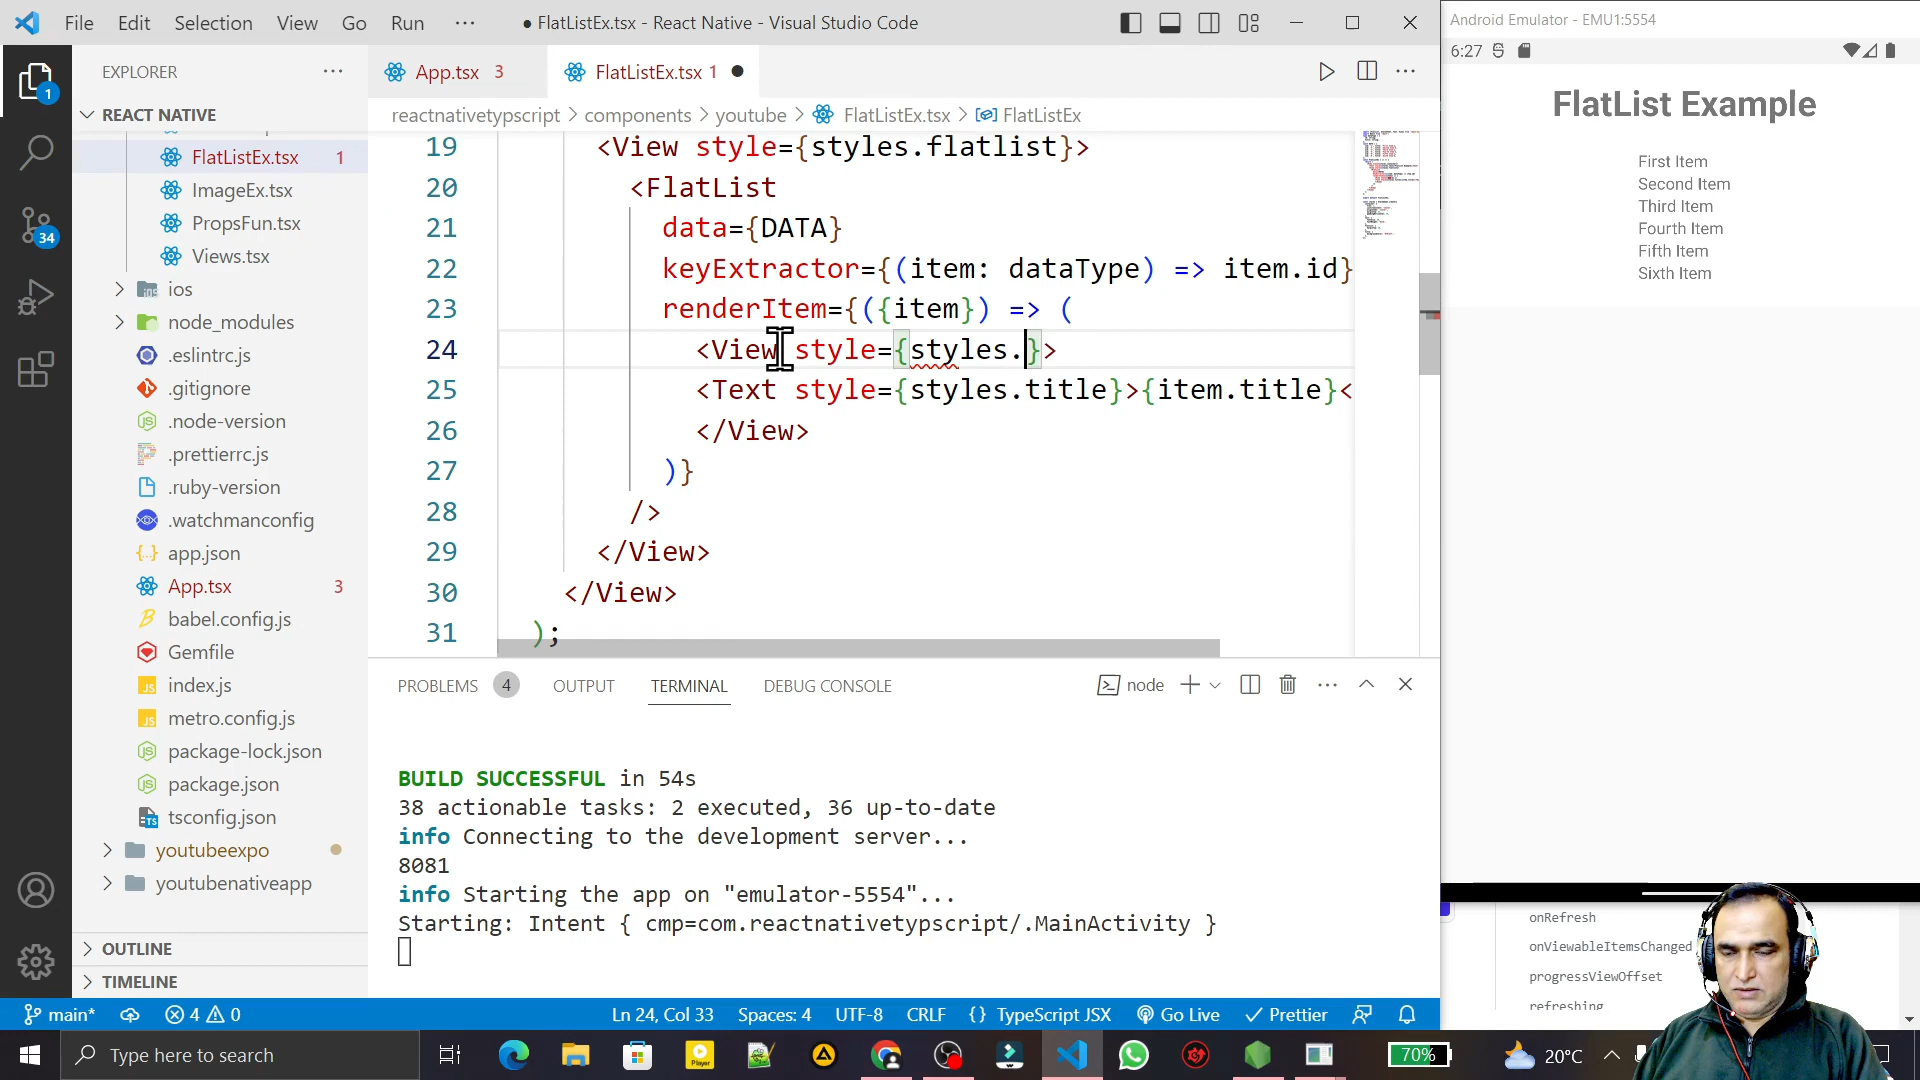 File Edit Selection View Go Run ··· ● FlatListEx.tsx - React Native - Visual Studio Code
Android Emulator - EMU1:5554
6:27
EXPLORER ···
App.tsx 3
FlatListEx.tsx 1 ●
REACT NATIVE
reactnativetypscript > components > youtube > FlatListEx.tsx > FlatListEx
FlatListEx.tsx 1
ImageEx.tsx
PropsFun.tsx
Views.tsx
ios
node_modules
.eslintrc.js
.gitignore
.node-version
.prettierrc.js
.ruby-version
.watchmanconfig
app.json
App.tsx 3
babel.config.js
Gemfile
index.js
metro.config.js
package-lock.json
package.json
tsconfig.json
youtubeexpo
youtubenativeapp
OUTLINE
TIMELINE
1
34
19 <View style={styles.flatlist}>
20 <FlatList
21 data={DATA}
22 keyExtractor={(item: dataType) => item.id}
23 renderItem={({item}) => (
24 <View style={styles.}>
25 <Text style={styles.title}>{item.title}<
26 </View>
27 )}
28 />
29 </View>
30 </View>
31 );
PROBLEMS 4 OUTPUT TERMINAL DEBUG CONSOLE
node
BUILD SUCCESSFUL in 54s
38 actionable tasks: 2 executed, 36 up-to-date
info Connecting to the development server...
8081
info Starting the app on "emulator-5554"...
Starting: Intent { cmp=com.reactnativetypscript/.MainActivity }
FlatList Example
First Item
Second Item
Third Item
Fourth Item
Fifth Item
Sixth Item
onRefresh
onViewableItemsChanged
progressViewOffset
refreshing
main* 4 0 Ln 24, Col 33 Spaces: 4 UTF-8 CRLF {} TypeScript JSX Go Live Prettier
Type here to search
Player
70%
20°C